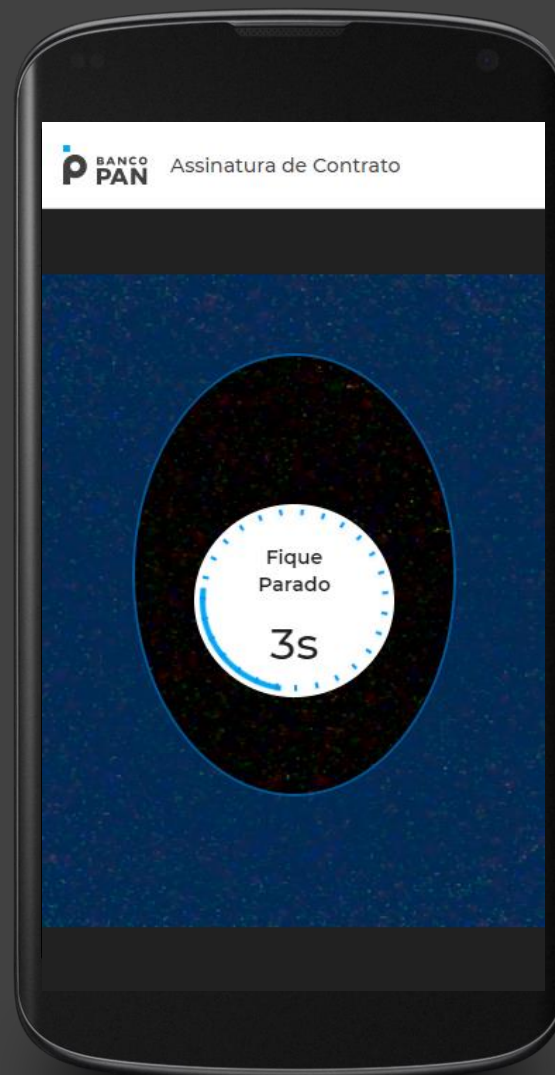 BANCO
PAN
Assinatura de Contrato
Fique
Parado
3s